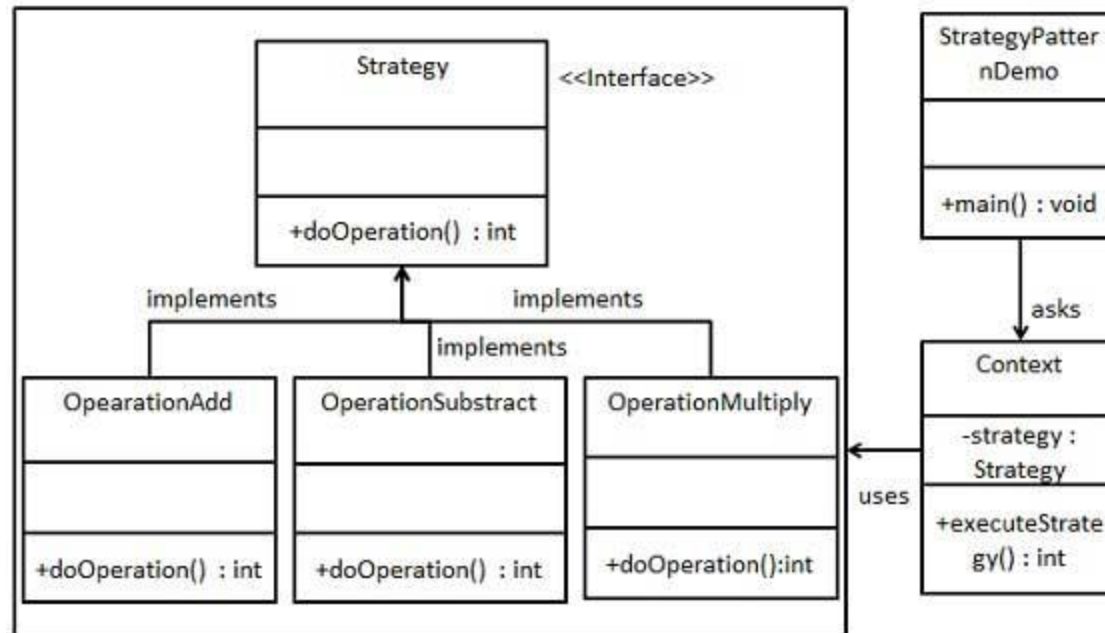 Strategy
<<Interface>>
+doOperation() : int
implements
implements
implements
OpearationAdd
+doOperation() : int
OperationSubstract
+doOperation() : int
OperationMultiply
+doOperation():int
StrategyPatter
nDemo
+main() : void
asks
Context
-strategy :
Strategy
+executeStrate
gy() : int
uses